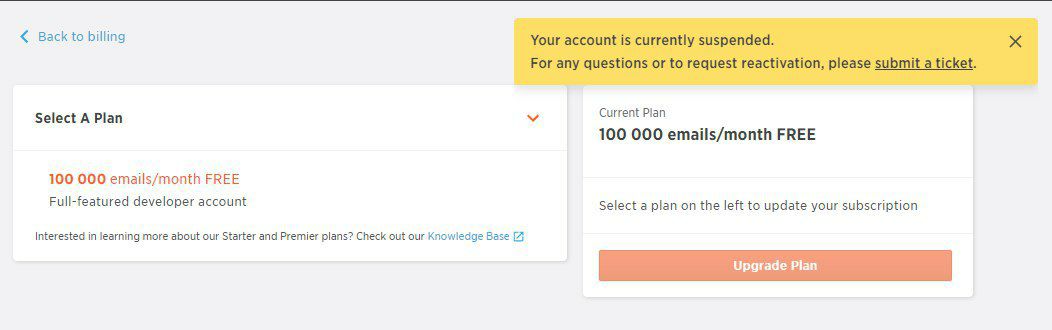 Back to billing
Your account is currently suspended.
For any questions or to request reactivation, please submit a ticket.
Select A Plan
100 000 emails/month FREE
Full-featured developer account
Interested in learning more about our Starter and Premier plans? Check out our Knowledge Base
Current Plan
100 000 emails/month FREE
Select a plan on the left to update your subscription
Upgrade Plan